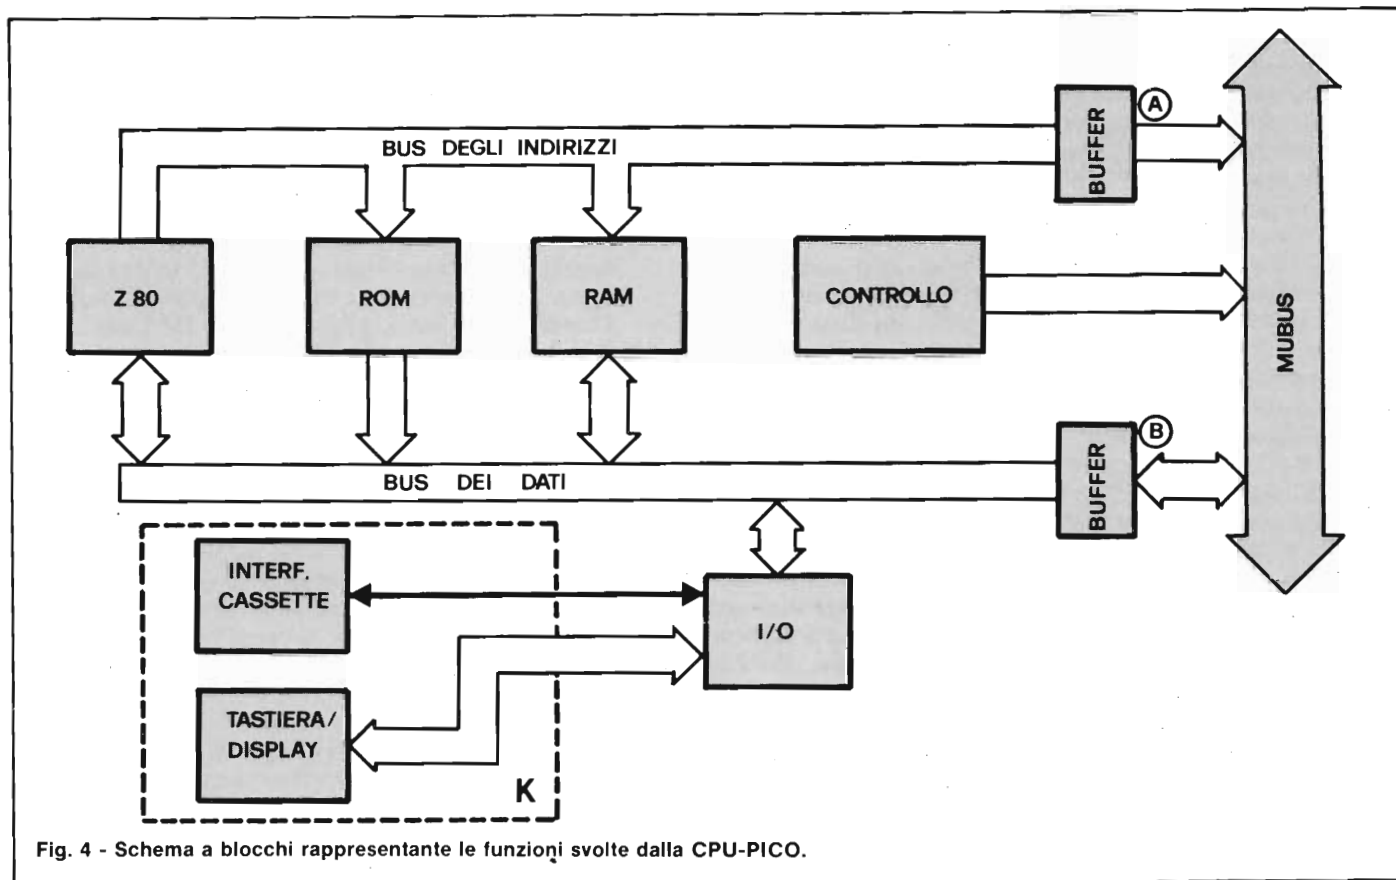 A
BUFFER
BUS DEGLI INDIRIZZI
Z 80
ROM
RAM
CONTROLLO
MUBUS
B
BUFFER
BUS DEI DATI
INTERF.
CASSETTE
I/O
TASTIERA/
DISPLAY
K
Fig. 4 - Schema a blocchi rappresentante le funzioni svolte dalla CPU-PICO.